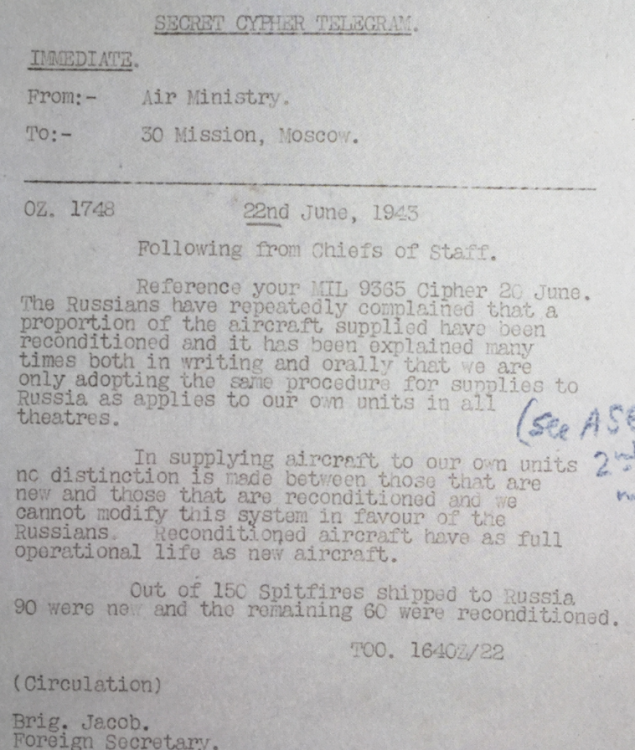 SECRET CYPHER TELEGRAM.
IMMEDIATE.
From:- Air Ministry.
To:- 30 Mission, Moscow.
OZ. 1748 22nd June, 1943
Following from Chiefs of Staff.
Reference your MIL 9365 Cipher 20 June.
The Russians have repeatedly complained that a
proportion of the aircraft supplied have been
reconditioned and it has been explained many
times both in writing and orally that we are
only adopting the same procedure for supplies to
Russia as applies to our own units in all
theatres.
(see ASE
2nd
In supplying aircraft to our own units
no distinction is made between those that are
new and those that are reconditioned and we
cannot modify this system in favour of the
Russians. Reconditioned aircraft have as full
operational life as new aircraft.
Out of 150 Spitfires shipped to Russia
90 were new and the remaining 60 were reconditioned.
TOO. 1640Z/22
(Circulation)
Brig. Jacob.
Foreign Secretary.